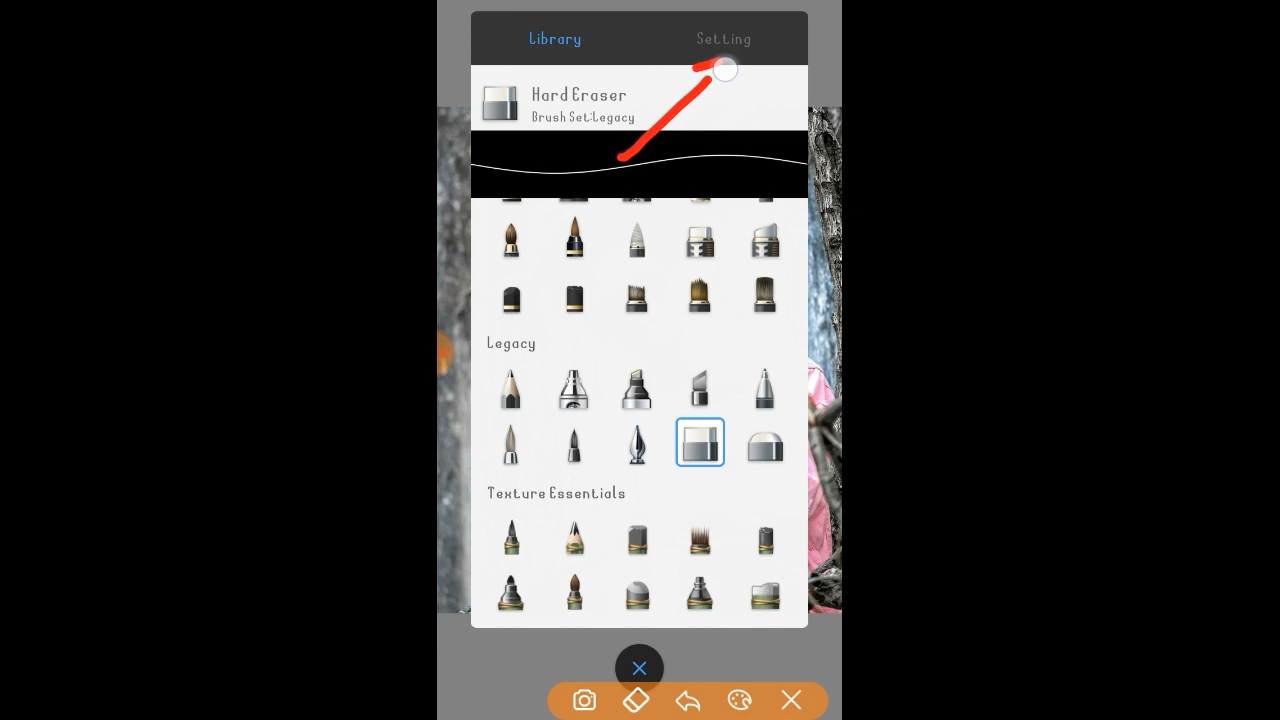 Library
Setting
Hard Eraser
Brush Set:Legacy
Legacy
Texture Essentials